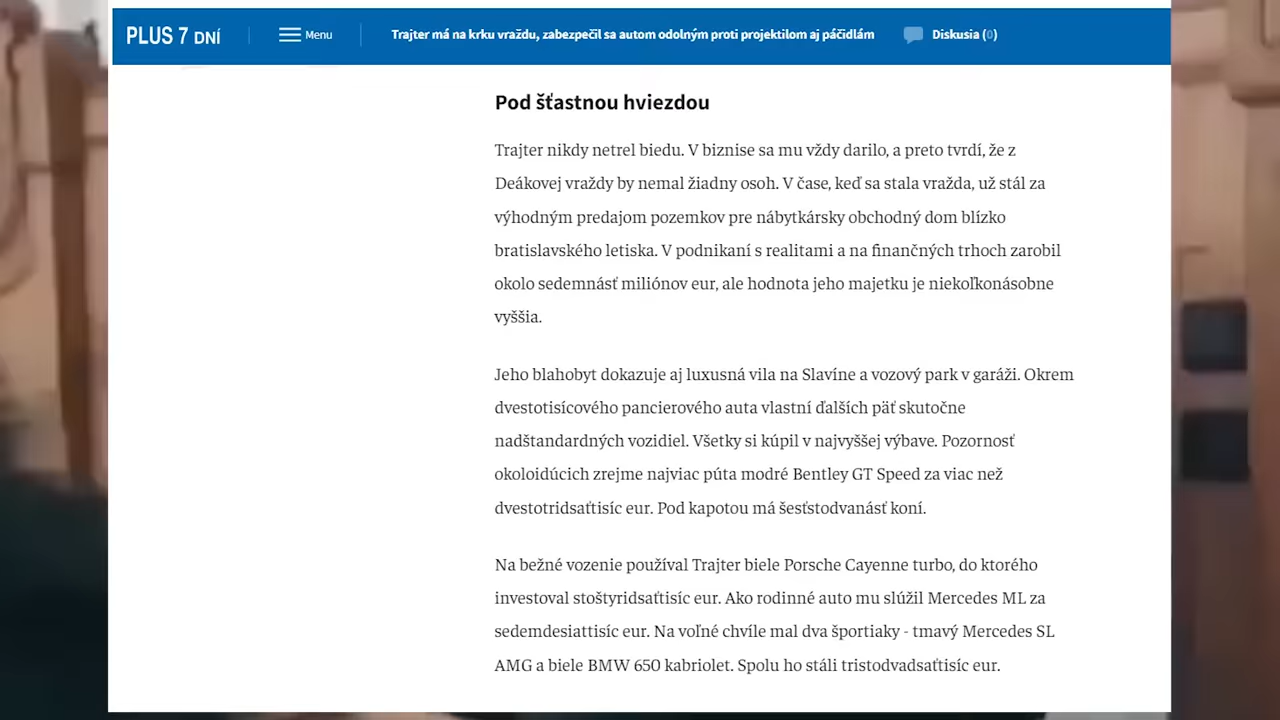 PLUS 7 DNÍ
Menu
Trajter má na krku vraždu, zabezpečil sa autom odolným proti projektilom aj páčidlám
Diskusia (0)
Pod šťastnou hviezdou
Trajter nikdy netrel biedu. V biznise sa mu vždy darilo, a preto tvrdí, že z
Deákovej vraždy by nemal žiadny osoh. V čase, keď sa stala vražda, už stál za
výhodným predajom pozemkov pre nábytkársky obchodný dom blízko
bratislavského letiska. V podnikaní s realitami a na finančných trhoch zarobil
okolo sedemnásť miliónov eur, ale hodnota jeho majetku je niekoľkonásobne
vyššia.
Jeho blahobyt dokazuje aj luxusná vila na Slavíne a vozový park v garáži. Okrem
dvestotisícového pancierového auta vlastní ďalších päť skutočne
nadštandardných vozidiel. Všetky si kúpil v najvyššej výbave. Pozornosť
okoloidúcich zrejme najviac púta modré Bentley GT Speed za viac než
dvestotridsaťtisíc eur. Pod kapotou má šesťstodvanásť koní.
Na bežné vozenie používal Trajter biele Porsche Cayenne turbo, do ktorého
investoval stoštyridsaťtisíc eur. Ako rodinné auto mu slúžil Mercedes ML za
sedemdesiattisíc eur. Na voľné chvíle mal dva športiaky - tmavý Mercedes SL
AMG a biele BMW 650 kabriolet. Spolu ho stáli tristodvadsaťtisíc eur.